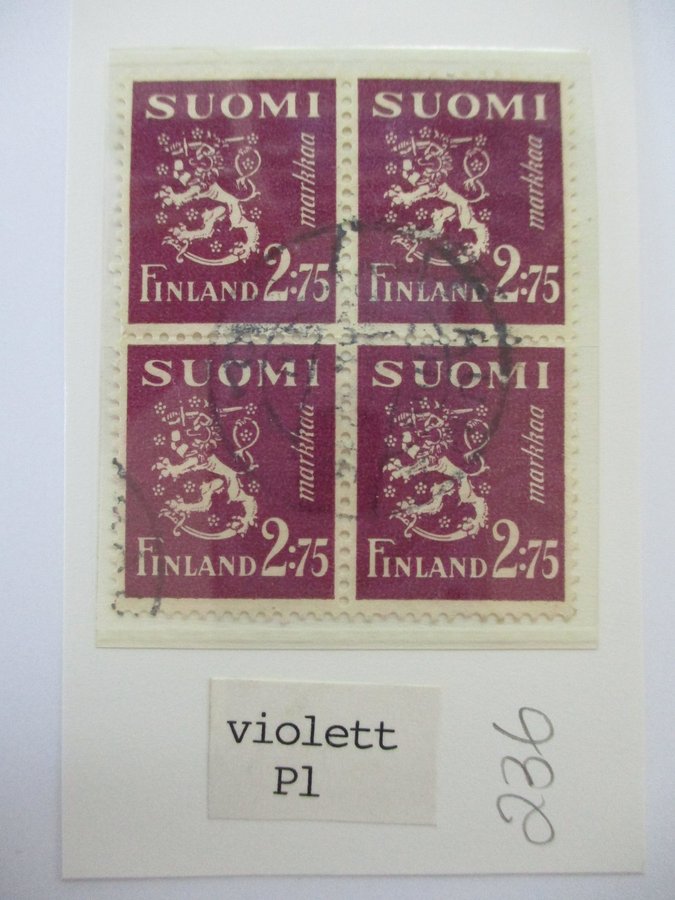 SUOMI
markkaa
FINLAND 2:75
SUOMI
markkaa
FINLAND 2:75
SUOMI
markkaa
FINLAND 2:75
SUOMI
markkaa
FINLAND 2:75
violett
Pl
236